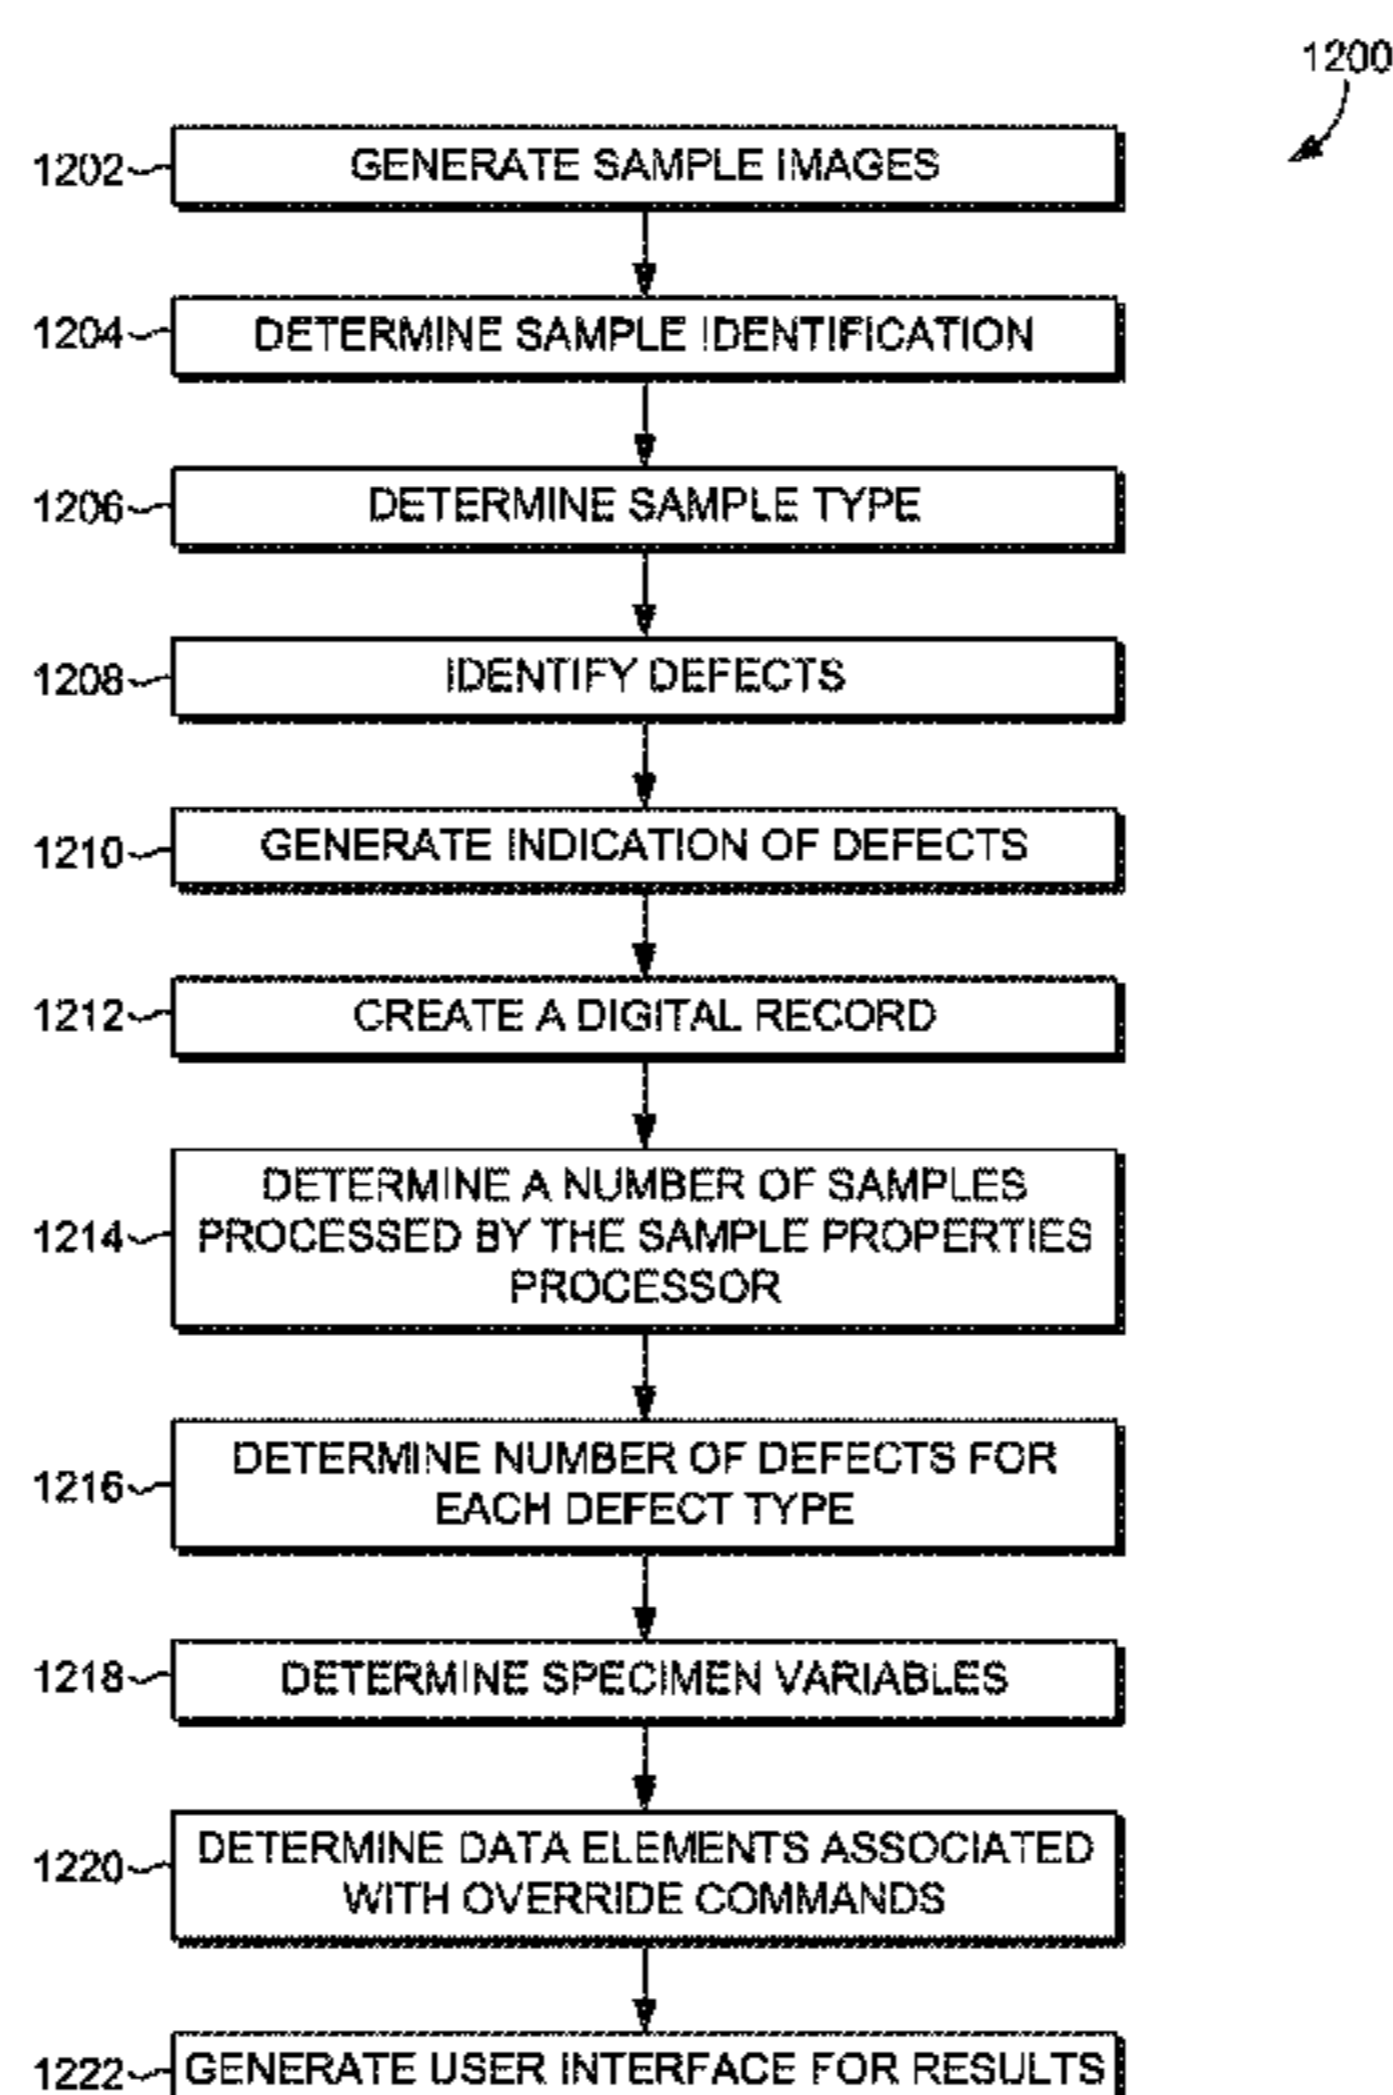 1200
1202 GENERATE SAMPLE IMAGES
1204 DETERMINE SAMPLE IDENTIFICATION
1206 DETERMINE SAMPLE TYPE
1208 IDENTIFY DEFECTS
1210 GENERATE INDICATION OF DEFECTS
1212 CREATE A DIGITAL RECORD
DETERMINE A NUMBER OF SAMPLES
1214 PROCESSED BY THE SAMPLE PROPERTIES
PROCESSOR
DETERMINE NUMBER OF DEFECTS FOR
1216 EACH DEFECT TYPE
1218 DETERMINE SPECIMEN VARIABLES
DETERMINE DATA ELEMENTS ASSOCIATED
1220 WITH OVERRIDE COMMANDS
1222 GENERATE USER INTERFACE FOR RESULTS